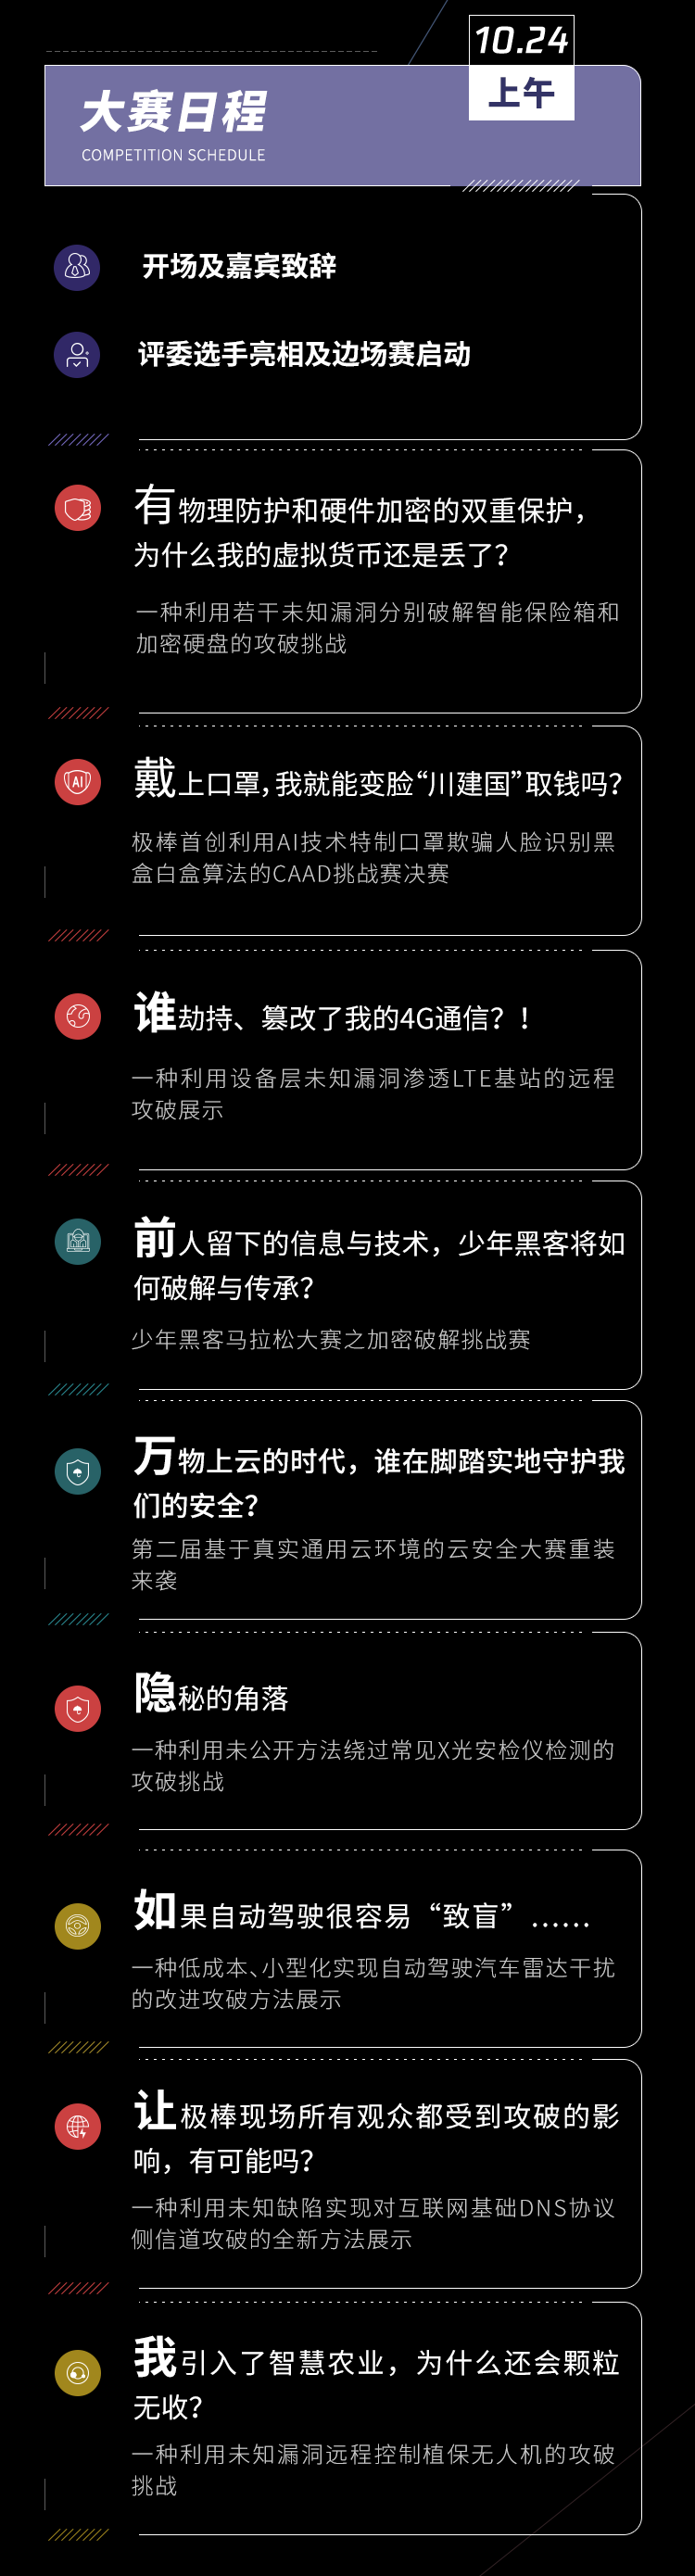 10.24
上午
大赛日程
COMPETITION SCHEDULE
开场及嘉宾致辞
评委选手亮相及边场赛启动
有物理防护和硬件加密的双重保护，
为什么我的虚拟货币还是丢了？
一种利用若干未知漏洞分别破解智能保险箱和
加密硬盘的攻破挑战
戴上口罩，我就能变脸“川建国”取钱吗？
AI
极棒首创利用AI技术特制口罩欺骗人脸识别黑
盒白盒算法的CAAD挑战赛决赛
谁劫持、篡改了我的4G通信？！
一种利用设备层未知漏洞渗透LTE基站的远程
攻破展示
前人留下的信息与技术，少年黑客将如
何破解与传承？
少年黑客马拉松大赛之加密破解挑战赛
万物上云的时代，谁在脚踏实地守护我
们的安全？
第二届基于真实通用云环境的云安全大赛重装
来袭
隐秘的角落
一种利用未公开方法绕过常见X光安检仪检测的
攻破挑战
如果自动驾驶很容易“致盲”……
一种低成本、小型化实现自动驾驶汽车雷达干扰
的改进攻破方法展示
让极棒现场所有观众都受到攻破的影
响，有可能吗？
一种利用未知缺陷实现对互联网基础DNS协议
侧信道攻破的全新方法展示
我引入了智慧农业，为什么还会颗粒
无收？
一种利用未知漏洞远程控制植保无人机的攻破
挑战